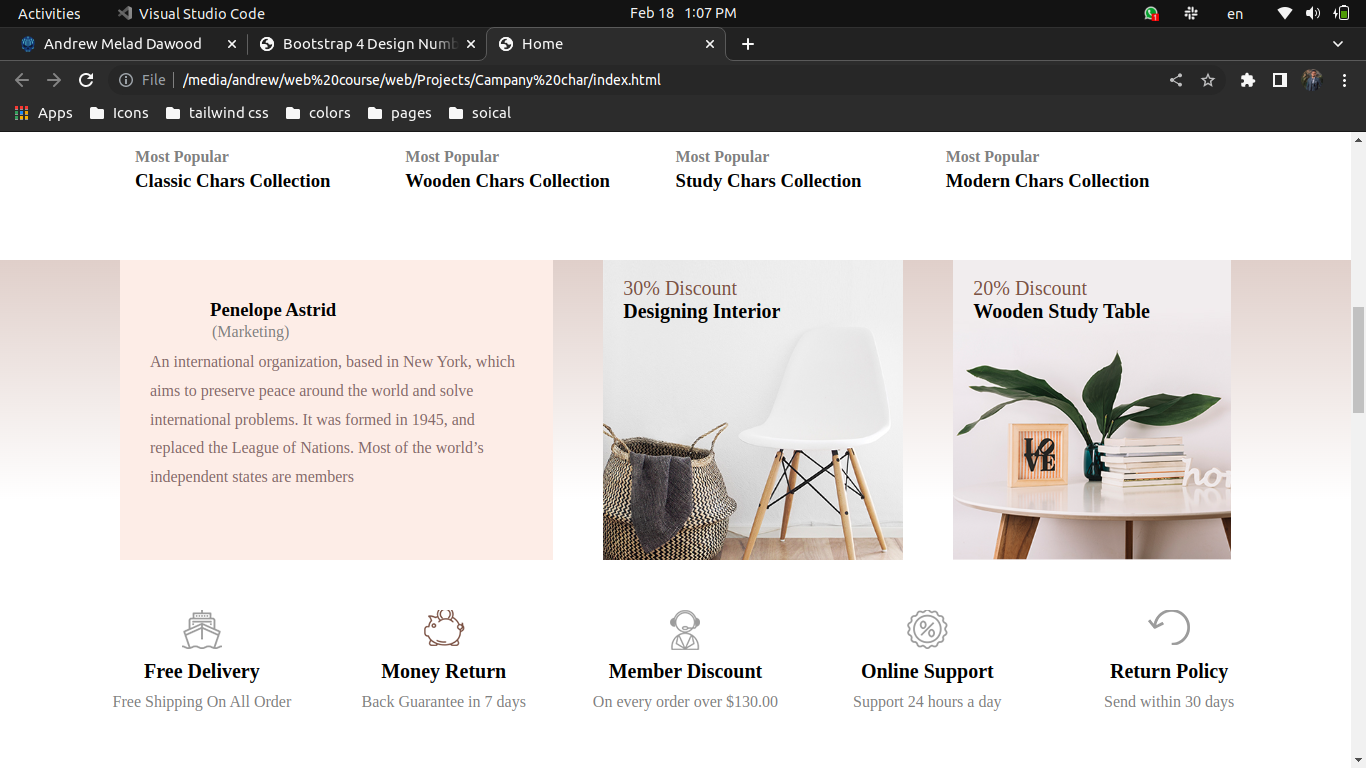 Activities
Visual Studio Code
Feb 18 1:07 PM
en
Andrew Melad Dawood
Bootstrap 4 Design Numb
Home
File
/media/andrew/web%20course/web/Projects/Campany%20char/index.html
Apps
Icons
tailwind css
colors
pages
soical
Most Popular
Classic Chars Collection
Most Popular
Wooden Chars Collection
Most Popular
Study Chars Collection
Most Popular
Modern Chars Collection
Penelope Astrid
(Marketing)
An international organization, based in New York, which
aims to preserve peace around the world and solve
international problems. It was formed in 1945, and
replaced the League of Nations. Most of the world’s
independent states are members
30% Discount
Designing Interior
20% Discount
Wooden Study Table
LOVE
Free Delivery
Free Shipping On All Order
Money Return
Back Guarantee in 7 days
Member Discount
On every order over $130.00
%
Online Support
Support 24 hours a day
Return Policy
Send within 30 days